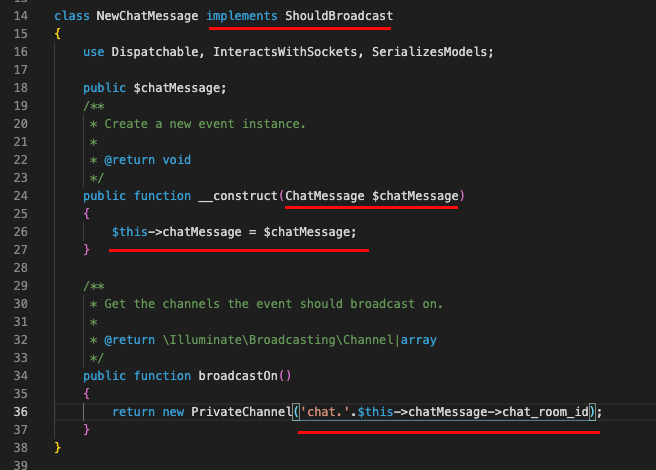 14 class NewChatMessage implements ShouldBroadcast
15 {
16 use Dispatchable, InteractsWithSockets, SerializesModels;
17
18 public $chatMessage;
19 /**
20 * Create a new event instance.
21 *
22 * @return void
23 */
24 public function __construct(ChatMessage $chatMessage)
25 {
26 $this->chatMessage = $chatMessage;
27 }
28
29 /**
30 * Get the channels the event should broadcast on.
31 *
32 * @return \Illuminate\Broadcasting\Channel|array
33 */
34 public function broadcastOn()
35 {
36 return new PrivateChannel('chat.'.$this->chatMessage->chat_room_id);
37 }
38 }
39